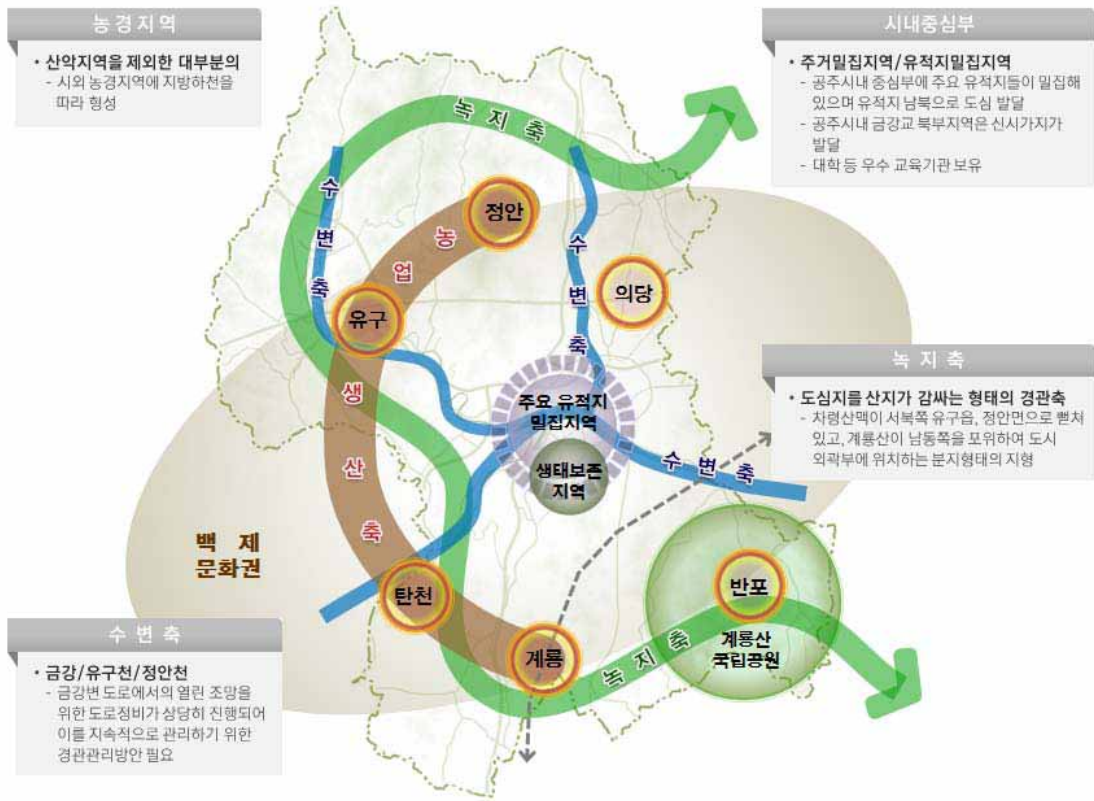 농경지역
• 산악지역을 제외한 대부분의
- 시외 농경지역에 지방하천을
따라 형성
시내중심부
• 주거밀집지역/유적지밀집지역
- 공주시내 중심부에 주요 유적지들이 밀집해
있으며 유적지 남북으로 도심 발달
- 공주시내 금강교 북부지역은 신시가지가
발달
- 대학 등 우수 교육기관 보유
녹지축
수변축
정안
농업생산축
수변축
의당
유구
녹지축
• 도심지를 산지가 감싸는 형태의 경관축
- 차령산맥이 서북쪽 유구읍, 정안면으로 뻗쳐
있고, 계룡산이 남동쪽을 포위하여 도시
외곽부에 위치하는 분지형태의 지형
주요 유적지
밀집지역
생태보존
지역
수변축
백 제
문화권
탄천
반포
계룡
계룡산
국립공원
녹지축
수변축
• 금강/유구천/정안천
- 금강변 도로에서의 열린 조망을
위한 도로정비가 상당히 진행되어
이를 지속적으로 관리하기 위한
경관관리방안 필요